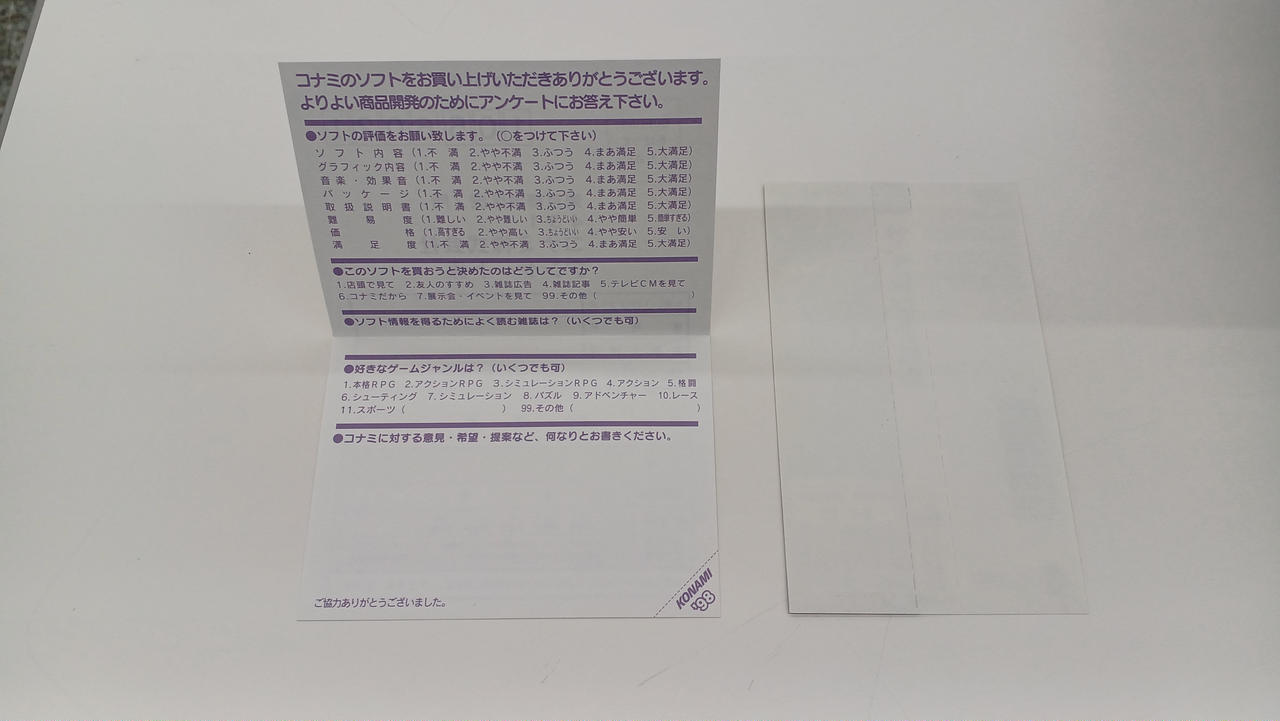 コナミのソフトをお買い上げいただきありがとうございます。
よりよい商品開発のためにアンケートにお答え下さい。
●ソフトの評価をお願い致します。（○をつけて下さい）
ソフト内容（1.不　満　2.やや不満　3.ふつう　4.まあ満足　5.大満足）
グラフィック内容（1.不　満　2.やや不満　3.ふつう　4.まあ満足　5.大満足）
音楽・効果音（1.不　満　2.やや不満　3.ふつう　4.まあ満足　5.大満足）
パッケージ（1.不　満　2.やや不満　3.ふつう　4.まあ満足　5.大満足）
取扱説明書（1.不　満　2.やや不満　3.ふつう　4.まあ満足　5.大満足）
難易度（1.難しい　2.やや難しい　3.ちょうどいい　4.やや簡単　5.簡単すぎる）
価格（1.高すぎる　2.やや高い　3.ちょうどいい　4.やや安い　5.安　い）
満足度（1.不　満　2.やや不満　3.ふつう　4.まあ満足　5.大満足）
●このソフトを買おうと決めたのはどうしてですか？
1.店頭で見て　2.友人のすすめ　3.雑誌広告　4.雑誌記事　5.テレビCMを見て
6.コナミだから　7.展示会・イベントを見て　99.その他（　　　　　　　　）
●ソフト情報を得るためによく読む雑誌は？（いくつでも可）
●好きなゲームジャンルは？（いくつでも可）
1.本格RPG　2.アクションRPG　3.シミュレーションRPG　4.アクション　5.格闘
6.シューティング　7.シミュレーション　8.パズル　9.アドベンチャー　10.レース
11.スポーツ（　　　　　　　　）　99.その他（　　　　　　　　　　）
●コナミに対する意見・希望・提案など、何なりとお書きください。
KONAMI
'98
ご協力ありがとうございました。